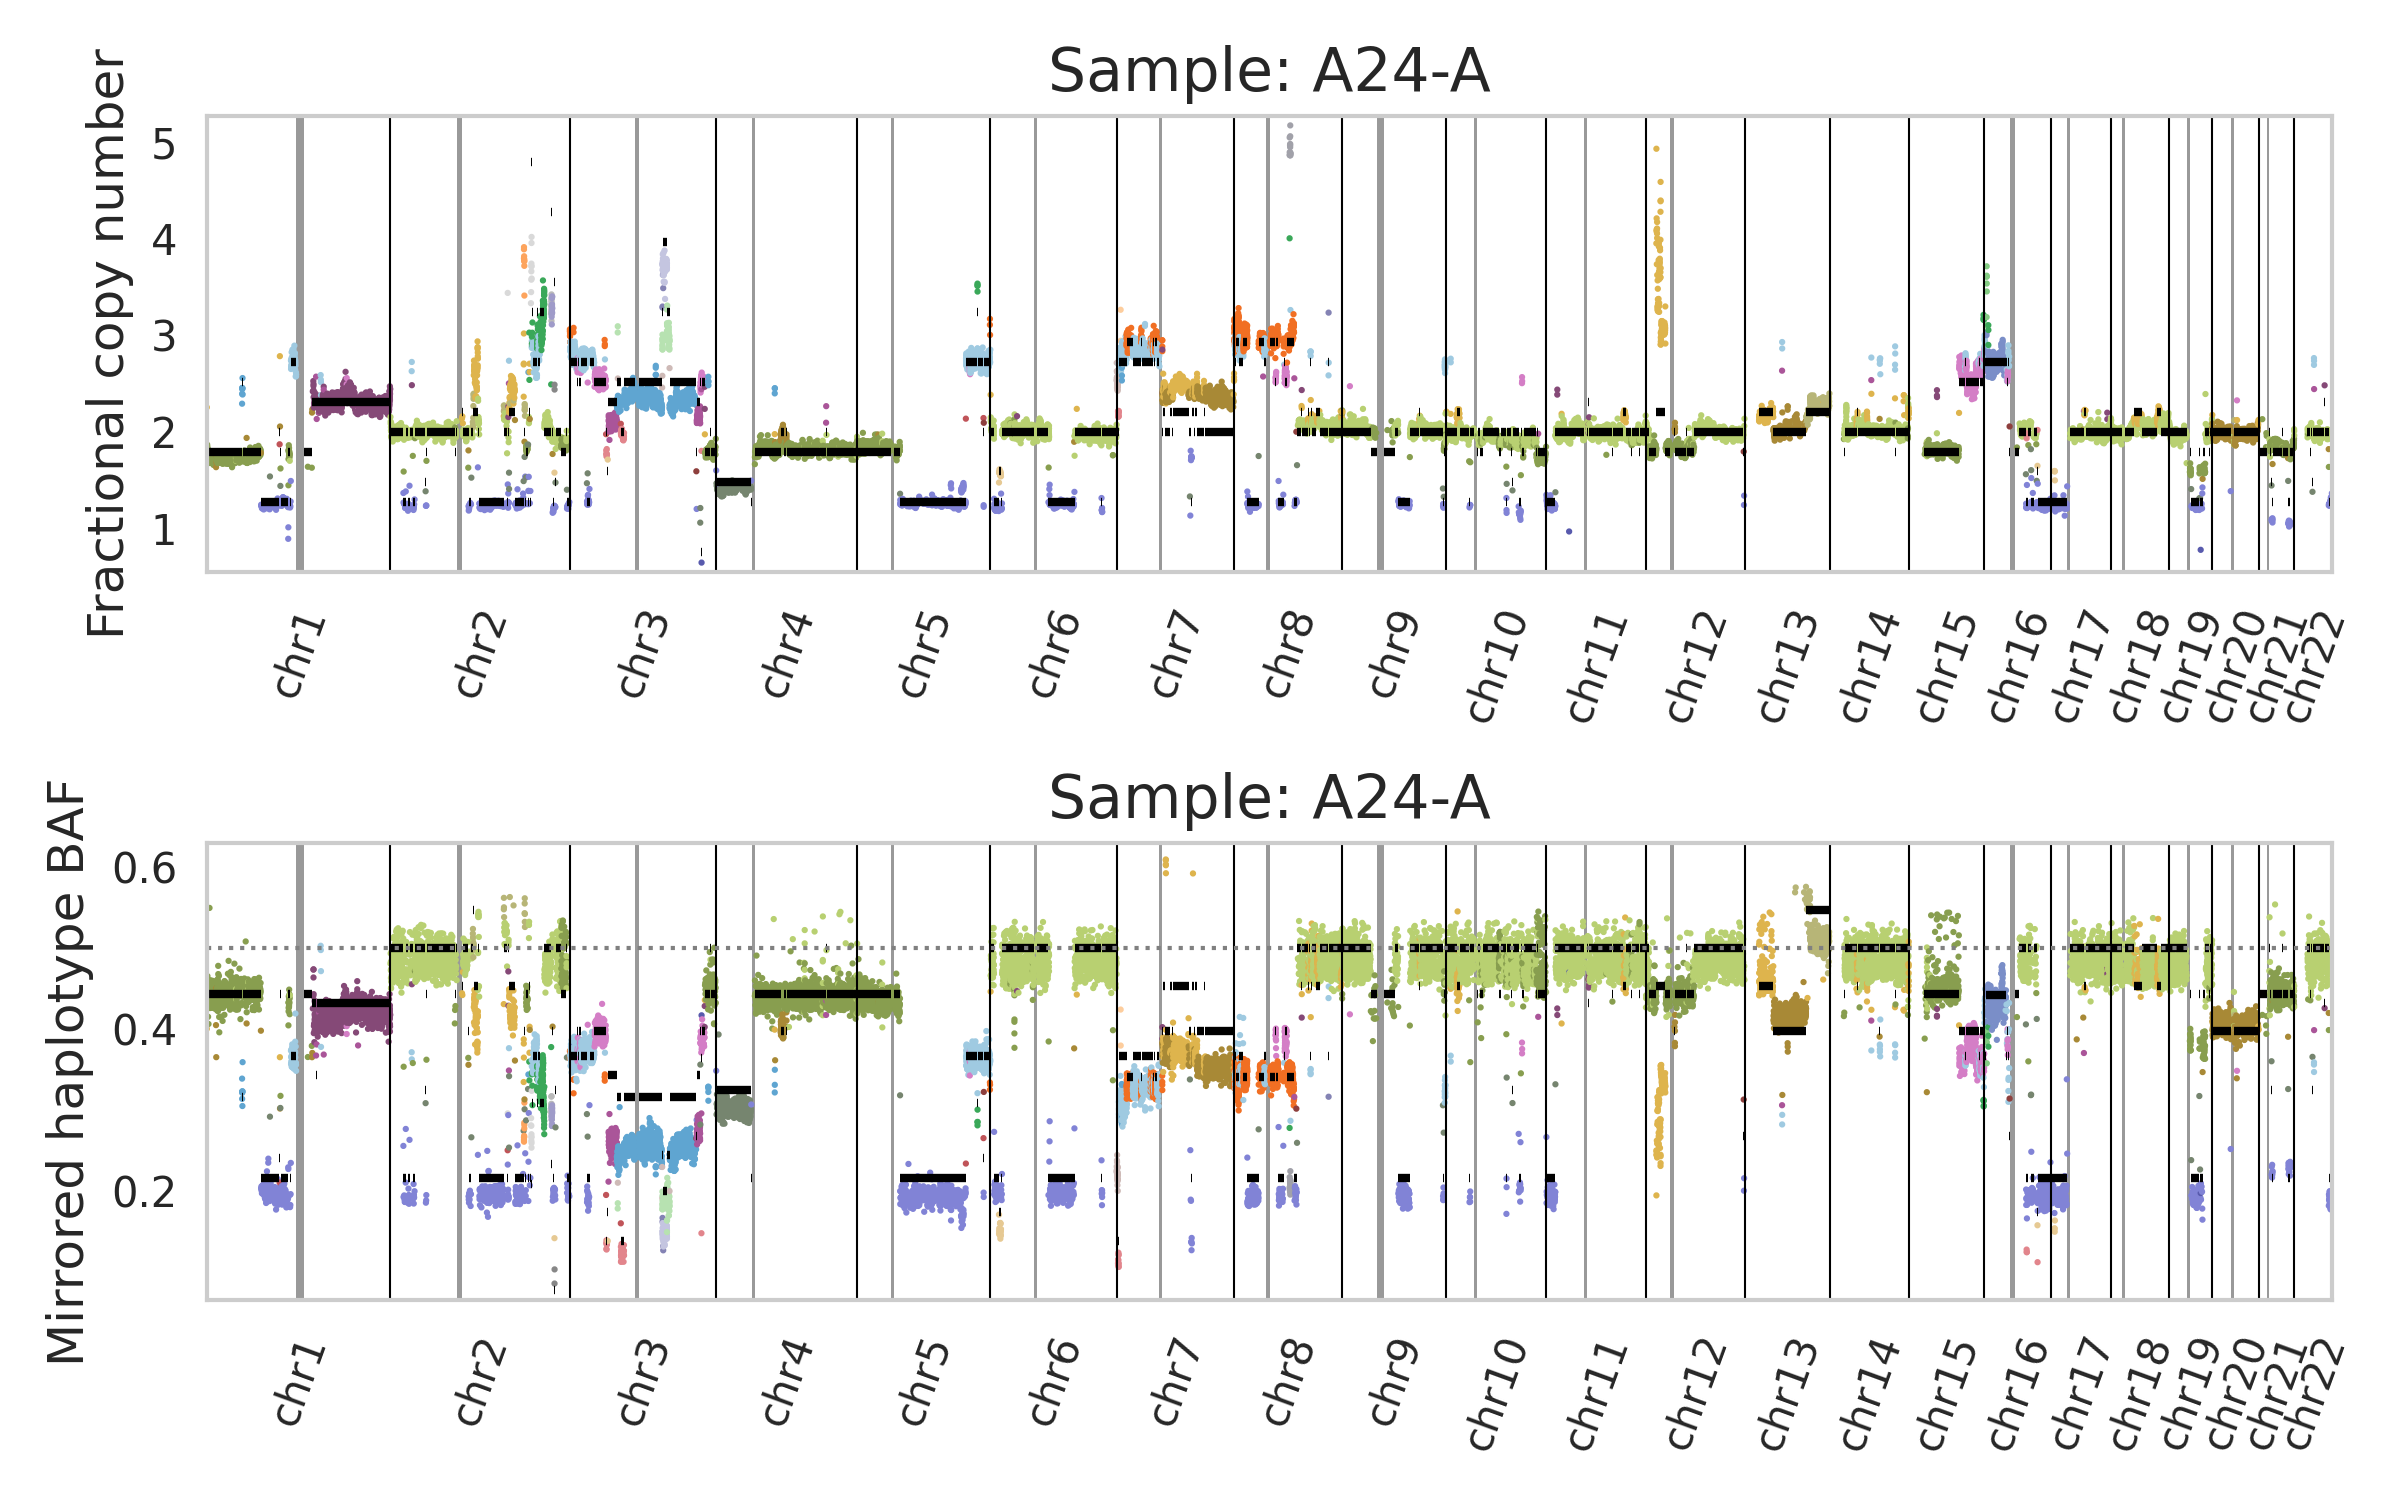 Sample: A24-A
Fractional copy number
5
4
3
2
1
chr1 chr2 chr3 chr4 chr5 chr6 chr7 chr8 chr9 chr10 chr11 chr12 chr13 chr14 chr15 chr16 chr17 chr18 chr19 chr20 chr21 chr22
Sample: A24-A
Mirrored haplotype BAF
0.6
0.4
0.2
chr1 chr2 chr3 chr4 chr5 chr6 chr7 chr8 chr9 chr10 chr11 chr12 chr13 chr14 chr15 chr16 chr17 chr18 chr19 chr20 chr21 chr22